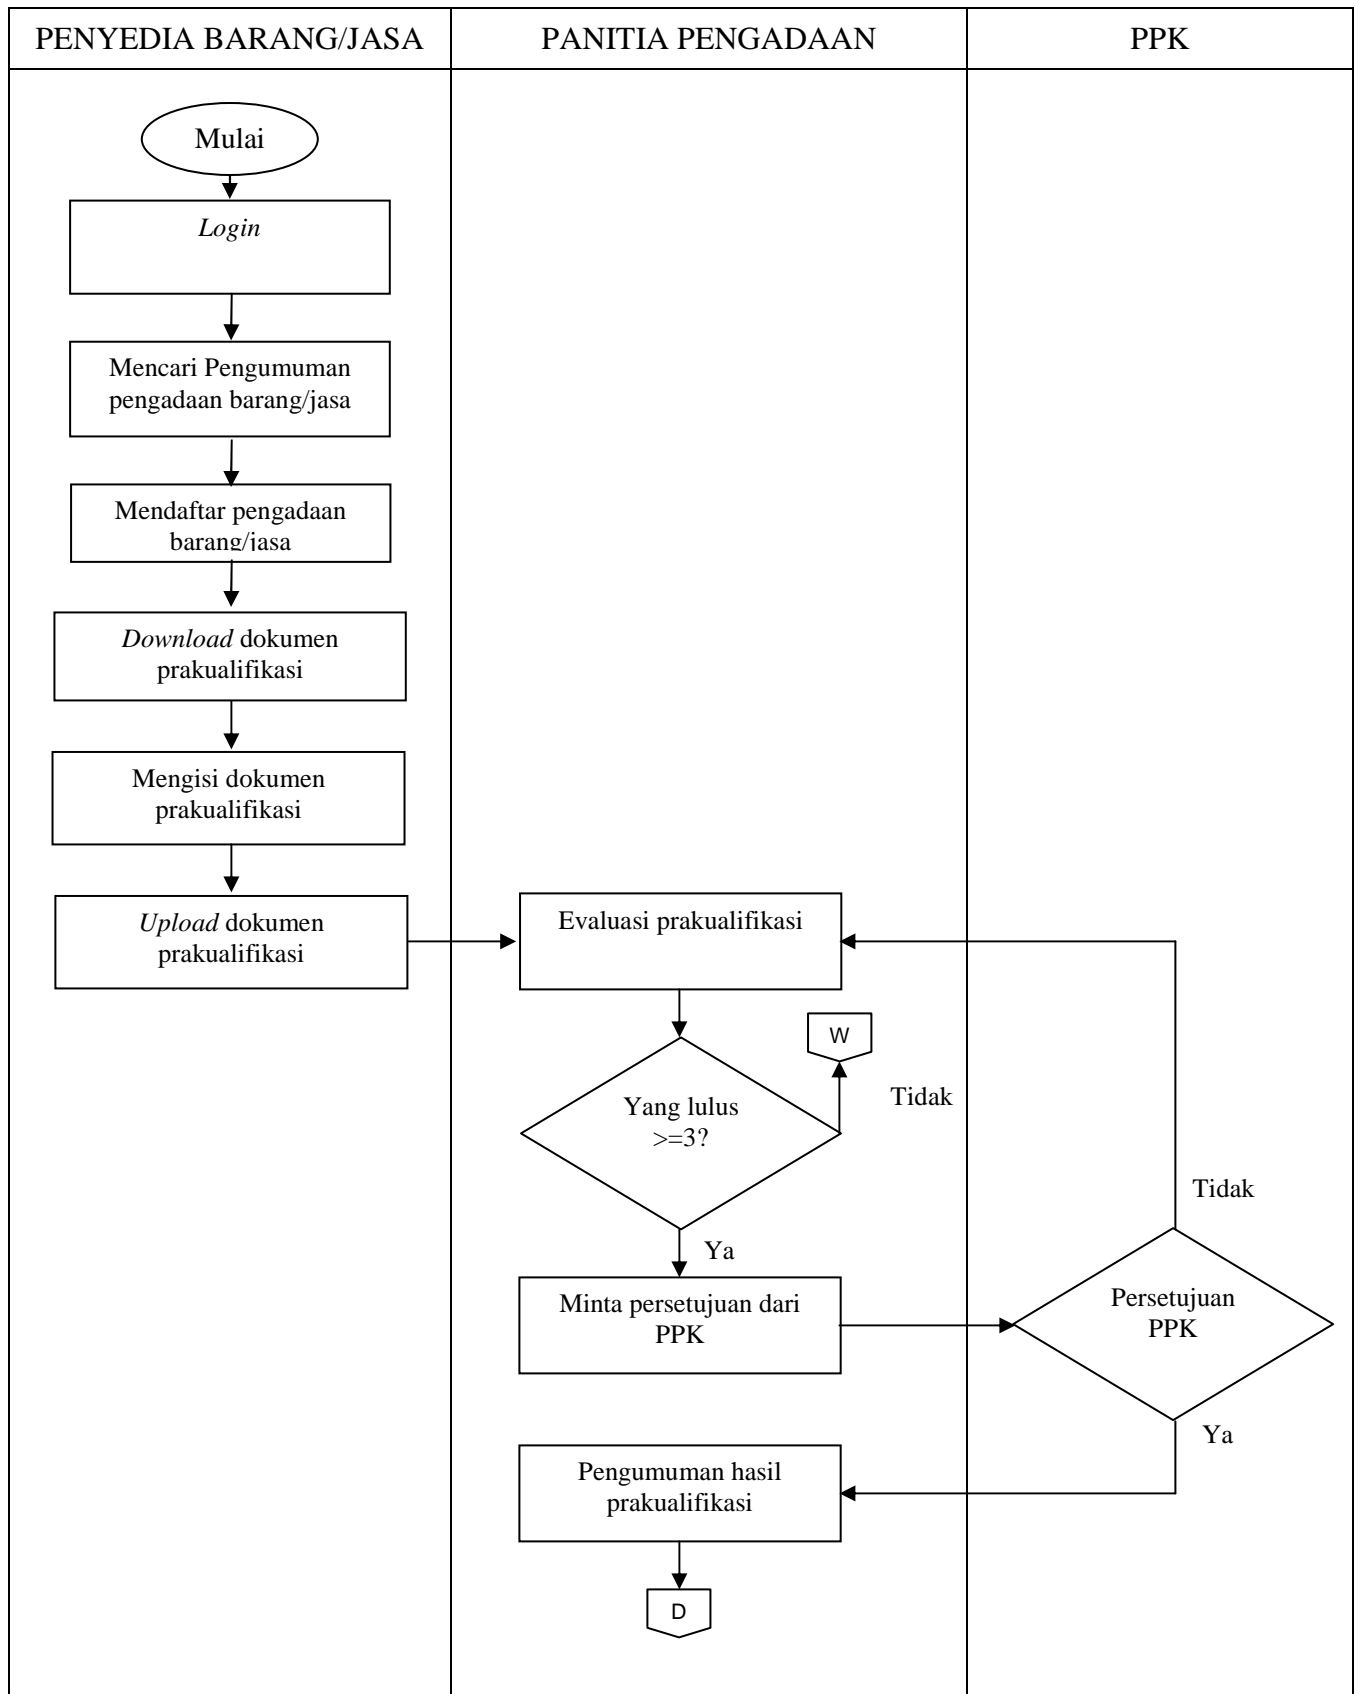 PENYEDIA BARANG/JASA
PANITIA PENGADAAN
PPK
Mulai
Login
Mencari Pengumuman
pengadaan barang/jasa
Mendaftar pengadaan
barang/jasa
Download dokumen
prakualifikasi
Mengisi dokumen
prakualifikasi
Upload dokumen
prakualifikasi
Evaluasi prakualifikasi
W
Tidak
Yang lulus
>=3?
Ya
Minta persetujuan dari
PPK
Tidak
Persetujuan
PPK
Ya
Pengumuman hasil
prakualifikasi
D